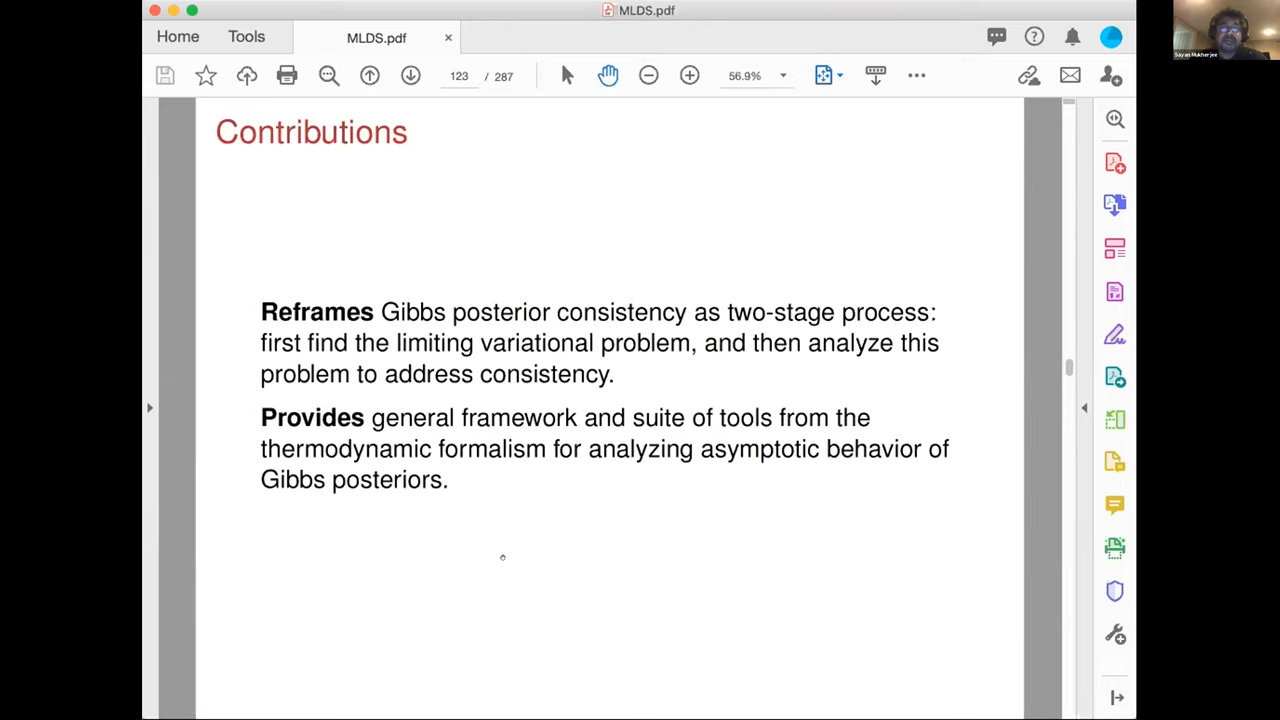 MLDS.pdf
Home
Tools
MLDS.pdf
123 / 287
56.9%
Sayan Mukherjee
Contributions
Reframes Gibbs posterior consistency as two-stage process:
first find the limiting variational problem, and then analyze this
problem to address consistency.
Provides general framework and suite of tools from the
thermodynamic formalism for analyzing asymptotic behavior of
Gibbs posteriors.